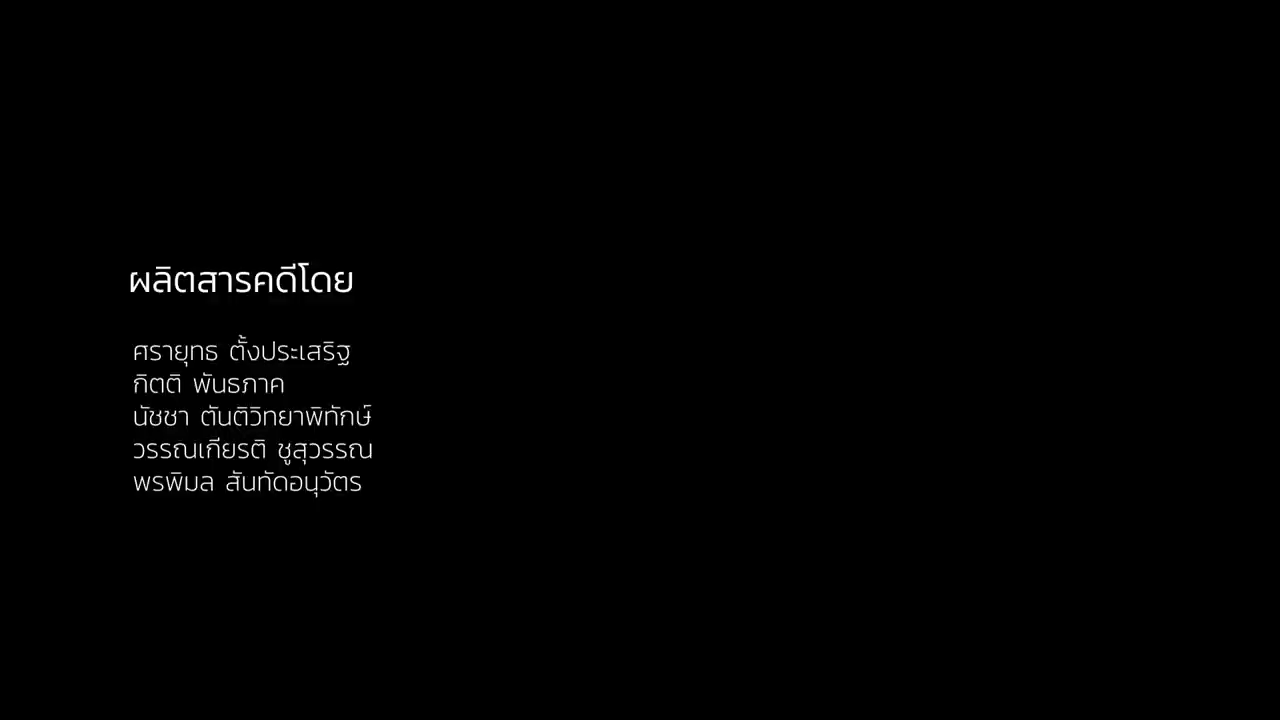 ผลิตสารคดีโดย
ศรายุทธ ตั้งประเสริฐ
กิตติ พันธภาค
นัชชา ตันติวิทยาพิทักษ์
วรรณเกียรติ ชูสุวรรณ
พรพิมล สันทัดอนุวัตร